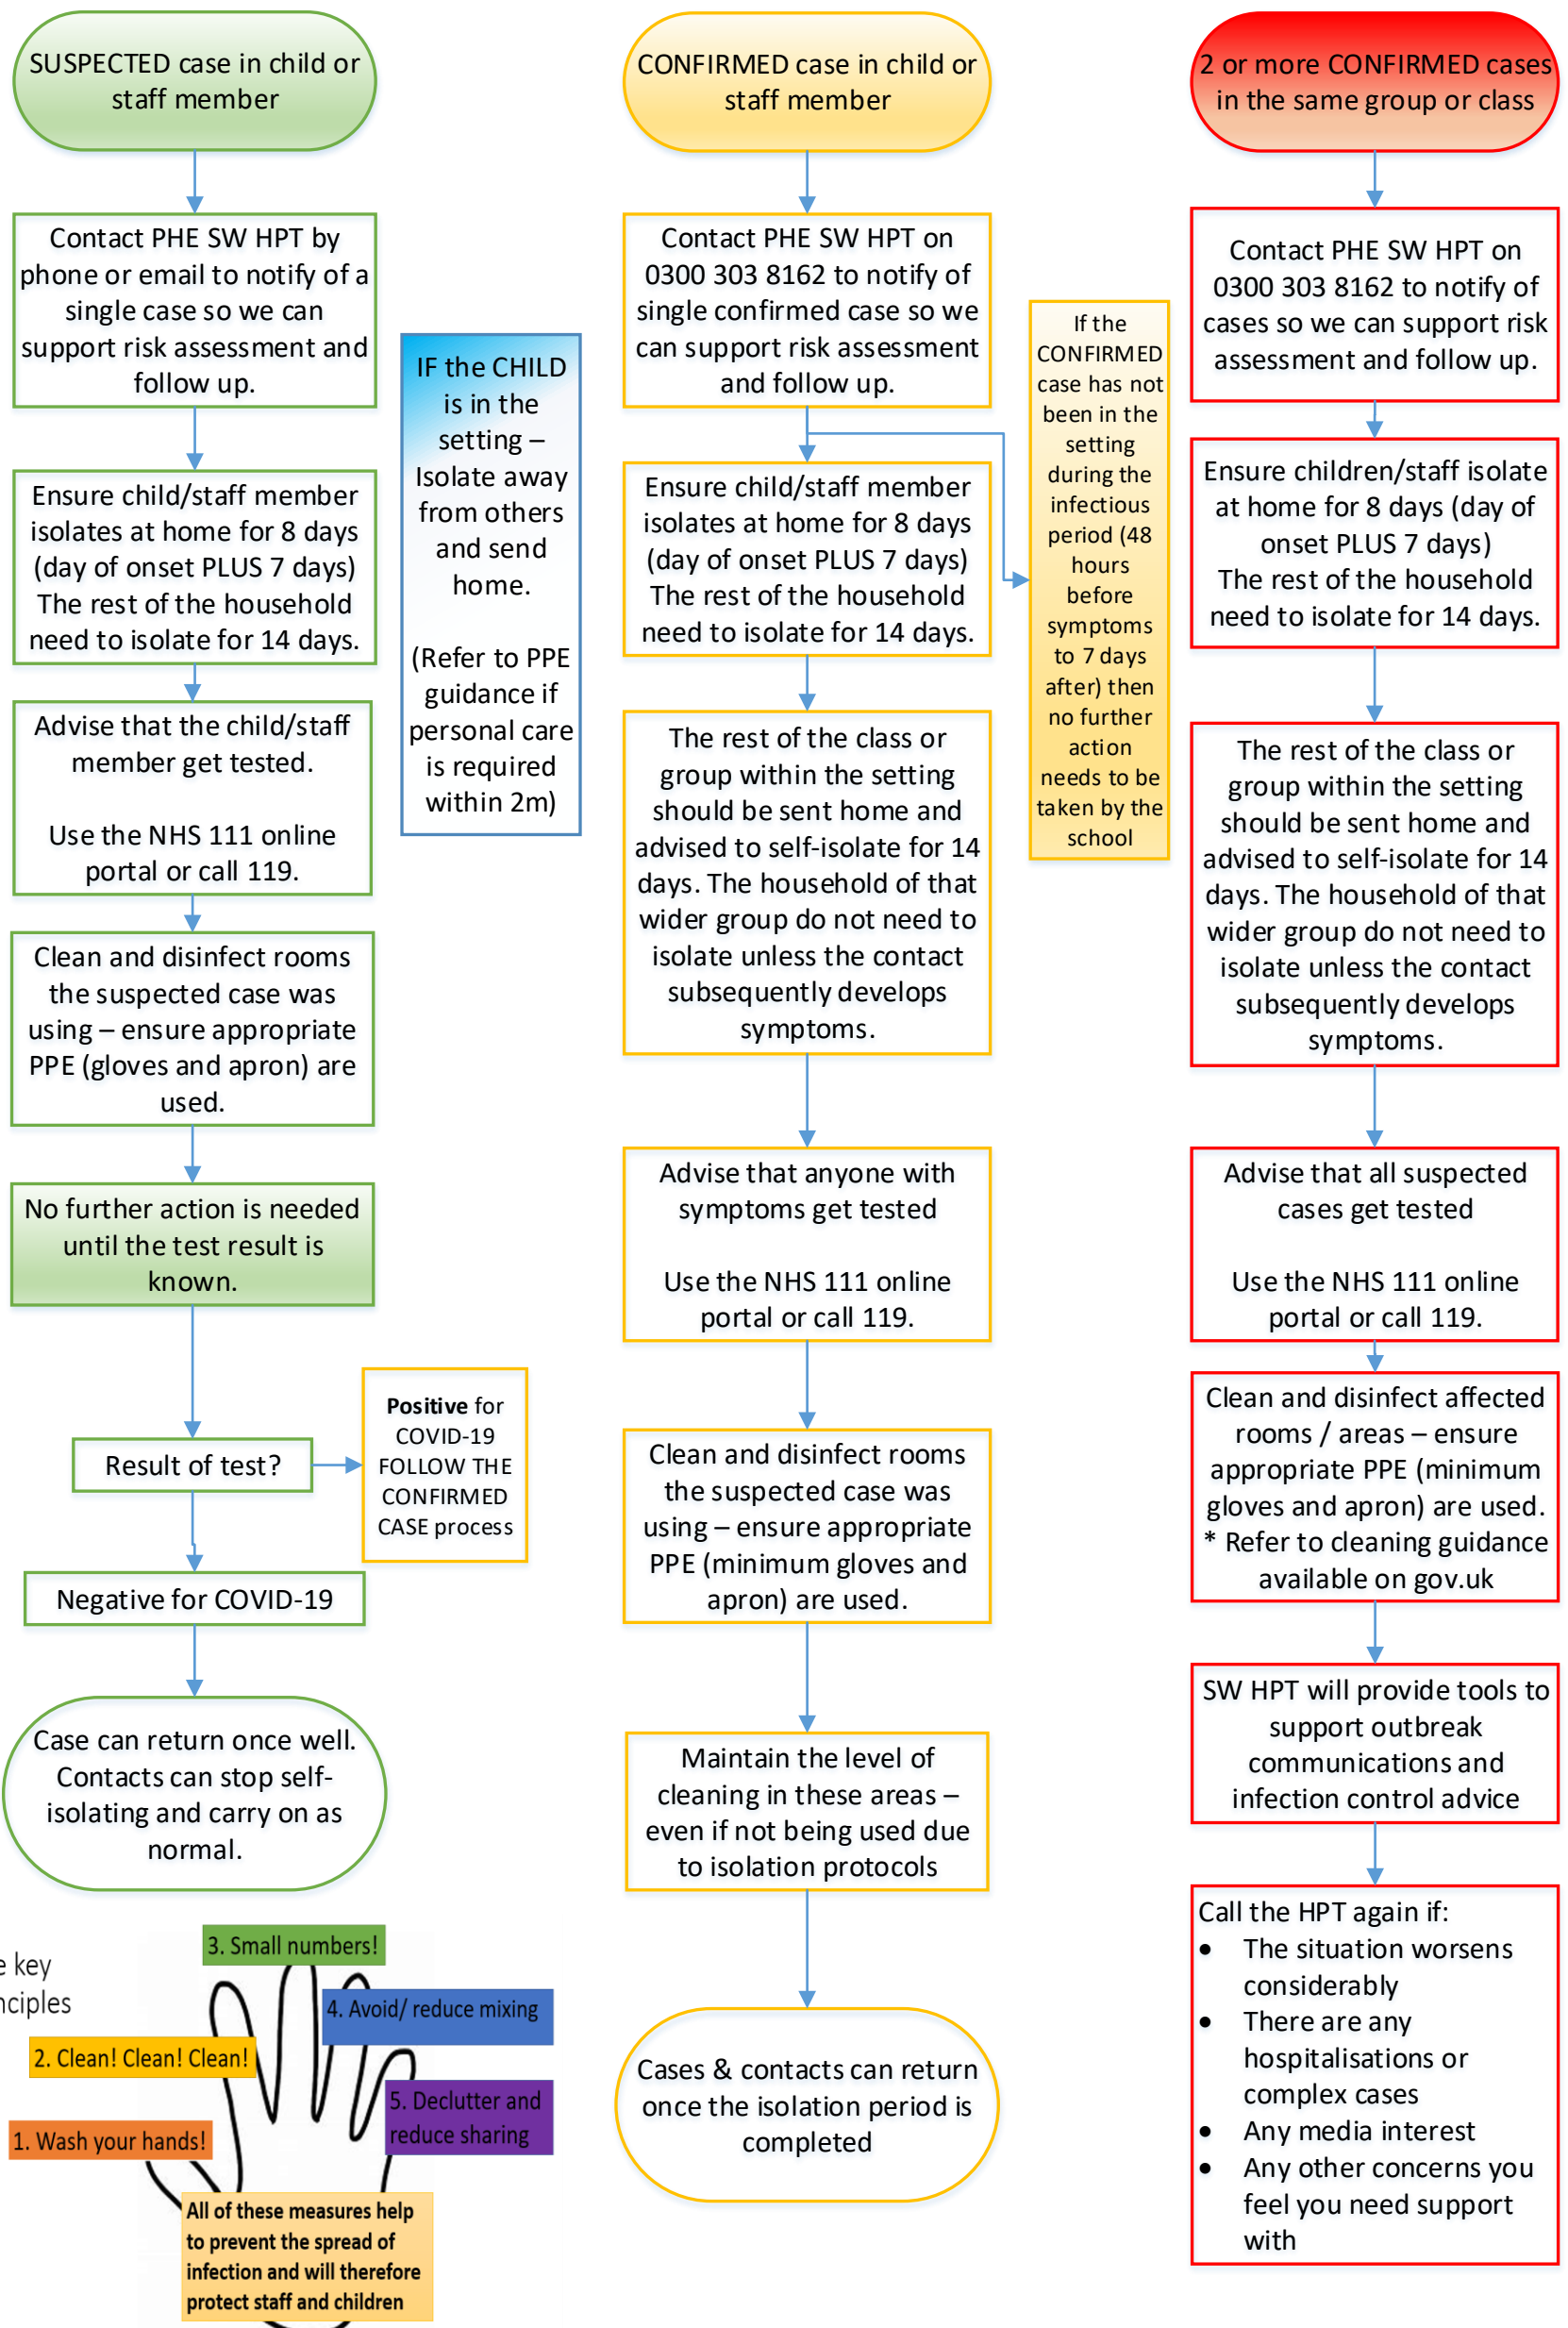 SUSPECTED case in child or
staff member
Contact PHE SW HPT by
phone or email to notify of a
single case so we can
support risk assessment and
follow up.
Ensure child/staff member
isolates at home for 8 days
(day of onset PLUS 7 days)
The rest of the household
need to isolate for 14 days.
Advise that the child/staff
member get tested.
Use the NHS 111 online
portal or call 119.
Clean and disinfect rooms
the suspected case was
using – ensure appropriate
PPE (gloves and apron) are
used.
No further action is needed
until the test result is
known.
Result of test?
Positive for
COVID-19
FOLLOW THE
CONFIRMED
CASE process
Negative for COVID-19
Case can return once well.
Contacts can stop self-
isolating and carry on as
normal.
IF the CHILD
is in the
setting –
Isolate away
from others
and send
home.
(Refer to PPE
guidance if
personal care
is required
within 2m)
CONFIRMED case in child or
staff member
Contact PHE SW HPT on
0300 303 8162 to notify of
single confirmed case so we
can support risk assessment
and follow up.
If the
CONFIRMED
case has not
been in the
setting
during the
infectious
period (48
hours
before
symptoms
to 7 days
after) then
no further
action
needs to be
taken by the
school
Ensure child/staff member
isolates at home for 8 days
(day of onset PLUS 7 days)
The rest of the household
need to isolate for 14 days.
The rest of the class or
group within the setting
should be sent home and
advised to self-isolate for 14
days. The household of that
wider group do not need to
isolate unless the contact
subsequently develops
symptoms.
Advise that anyone with
symptoms get tested
Use the NHS 111 online
portal or call 119.
Clean and disinfect rooms
the suspected case was
using – ensure appropriate
PPE (minimum gloves and
apron) are used.
Maintain the level of
cleaning in these areas –
even if not being used due
to isolation protocols
Cases & contacts can return
once the isolation period is
completed
2 or more CONFIRMED cases
in the same group or class
Contact PHE SW HPT on
0300 303 8162 to notify of
cases so we can support risk
assessment and follow up.
Ensure children/staff isolate
at home for 8 days (day of
onset PLUS 7 days)
The rest of the household
need to isolate for 14 days.
The rest of the class or
group within the setting
should be sent home and
advised to self-isolate for 14
days. The household of that
wider group do not need to
isolate unless the contact
subsequently develops
symptoms.
Advise that all suspected
cases get tested
Use the NHS 111 online
portal or call 119.
Clean and disinfect affected
rooms / areas – ensure
appropriate PPE (minimum
gloves and apron) are used.
* Refer to cleaning guidance
available on gov.uk
SW HPT will provide tools to
support outbreak
communications and
infection control advice
Call the HPT again if:
• The situation worsens
considerably
• There are any
hospitalisations or
complex cases
• Any media interest
• Any other concerns you
feel you need support
with
key
3. Small numbers!
4. Avoid/ reduce mixing
2. Clean! Clean! Clean!
5. Declutter and
reduce sharing
1. Wash your hands!
All of these measures help
to prevent the spread of
infection and will therefore
protect staff and children